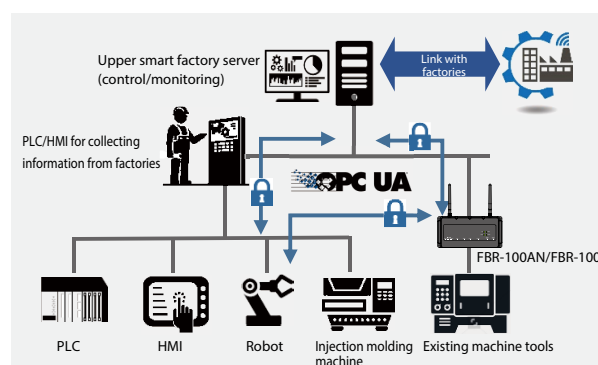 Upper smart factory server
(control/monitoring)
Link with
factories
PLC/HMI for collecting
information from factories
OPC UA
FBR-100AN/FBR-100
PLC
HMI
Robot
Injection molding
machine
Existing machine tools